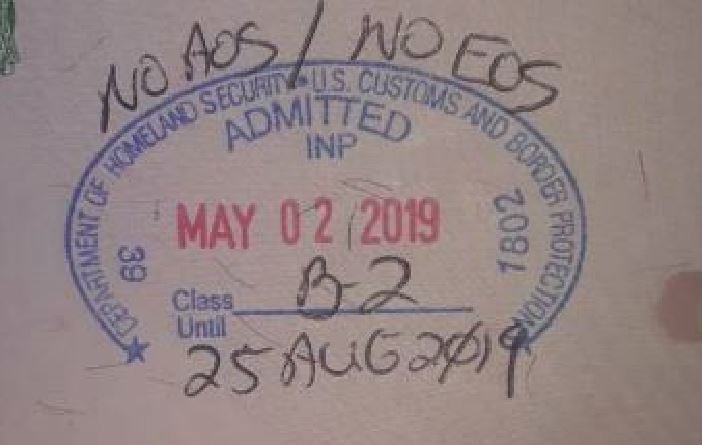 NO AOS / NO EOS
DEPARTMENT OF HOMELAND SECURITY • U.S. CUSTOMS AND BORDER PROTECTION
ADMITTED
INP
MAY 02 2019
39
1802
Class B-2
Until
25 AUG 2019